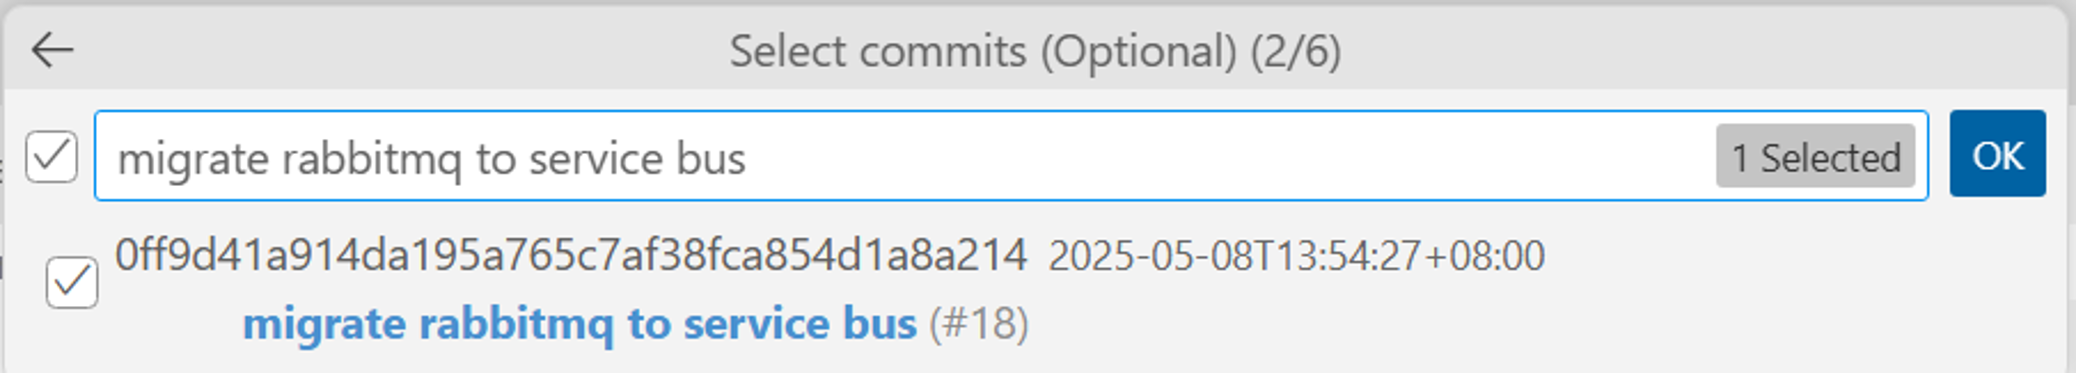 Select commits (Optional) (2/6)
migrate rabbitmq to service bus 1 Selected OK
0ff9d41a914da195a765c7af38fca854d1a8a214 2025-05-08T13:54:27+08:00
migrate rabbitmq to service bus (#18)